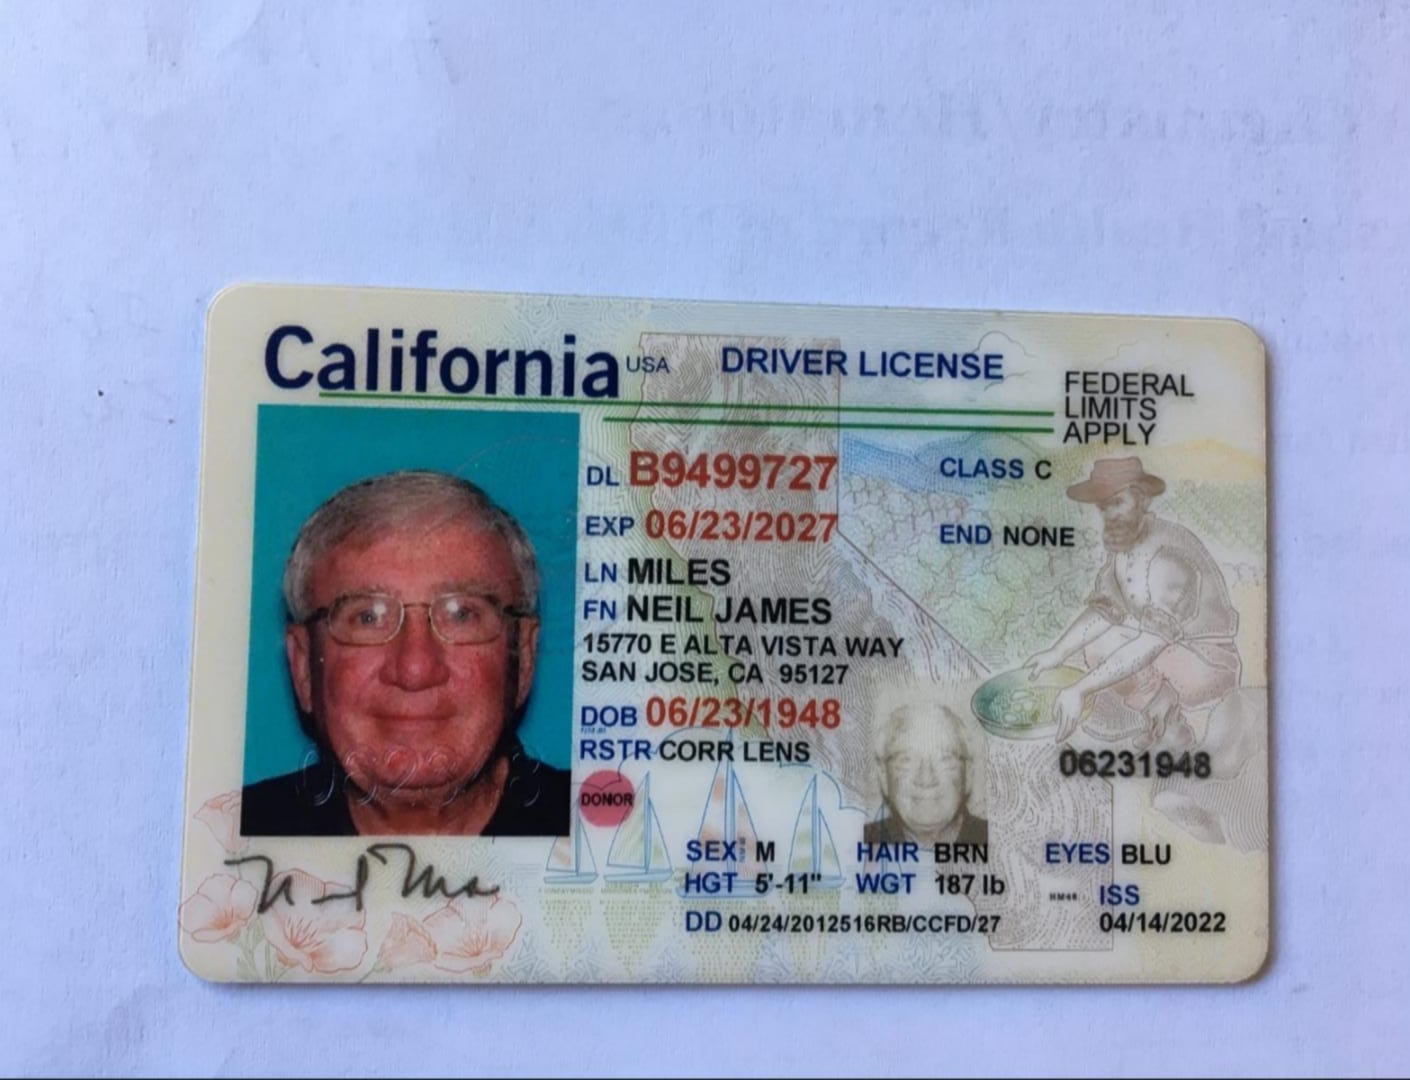 California USA DRIVER LICENSE
FEDERAL
LIMITS
APPLY
DL B9499727
CLASS C
EXP 06/23/2027
END NONE
LN MILES
FN NEIL JAMES
15770 E ALTA VISTA WAY
SAN JOSE, CA 95127
DOB 06/23/1948
RSTR CORR LENS
06231948
DONOR
SEX M HAIR BRN EYES BLU
HGT 5'-11" WGT 187 lb
ISS
DD 04/24/2012516RB/CCFD/27 04/14/2022